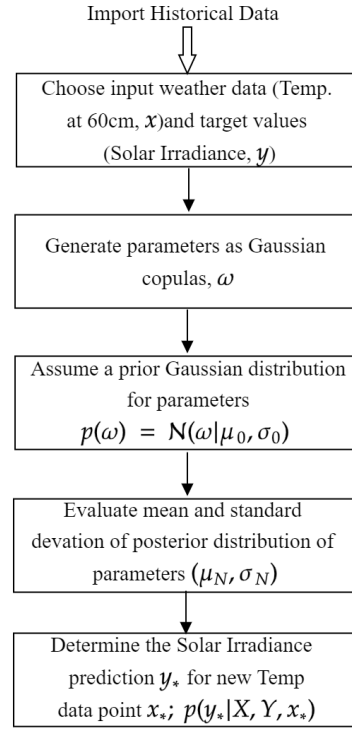 Import Historical Data
Choose input weather data (Temp.
at 60cm, x)and target values
(Solar Irradiance, y)
Generate parameters as Gaussian
copulas, ω
Assume a prior Gaussian distribution
for parameters
p(ω) = N(ω|μ₀, σ₀)
Evaluate mean and standard
devation of posterior distribution of
parameters (μ_N, σ_N)
Determine the Solar Irradiance
prediction y* for new Temp
data point x*; p(y*|X, Y, x*)